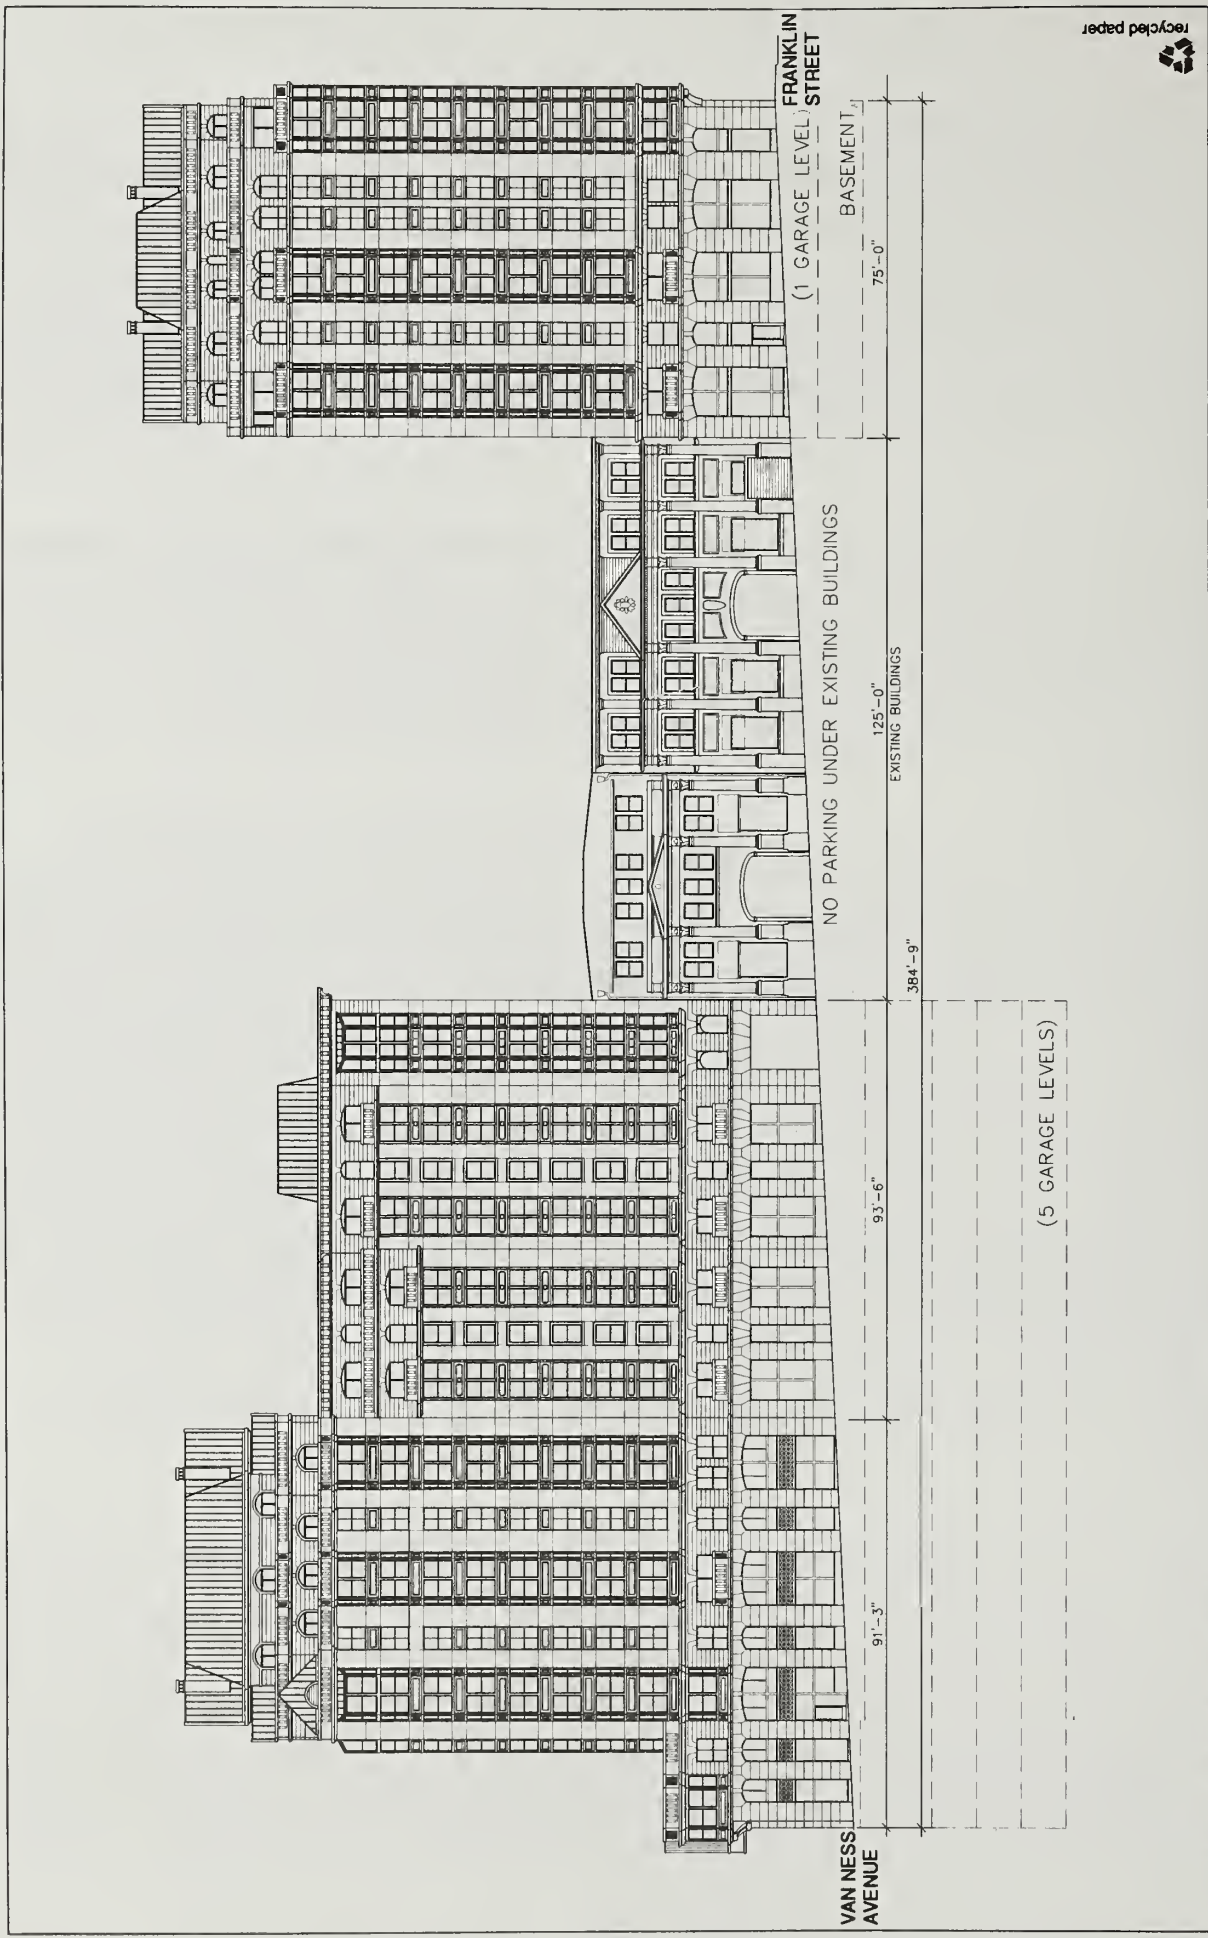 FRANKLIN
STREET
(1 GARAGE LEVEL)
BASEMENT
75'-0"
NO PARKING UNDER EXISTING BUILDINGS
125'-0"
EXISTING BUILDINGS
384'-9"
93'-6"
(5 GARAGE LEVELS)
91'-3"
VAN NESS
AVENUE
recycled paper